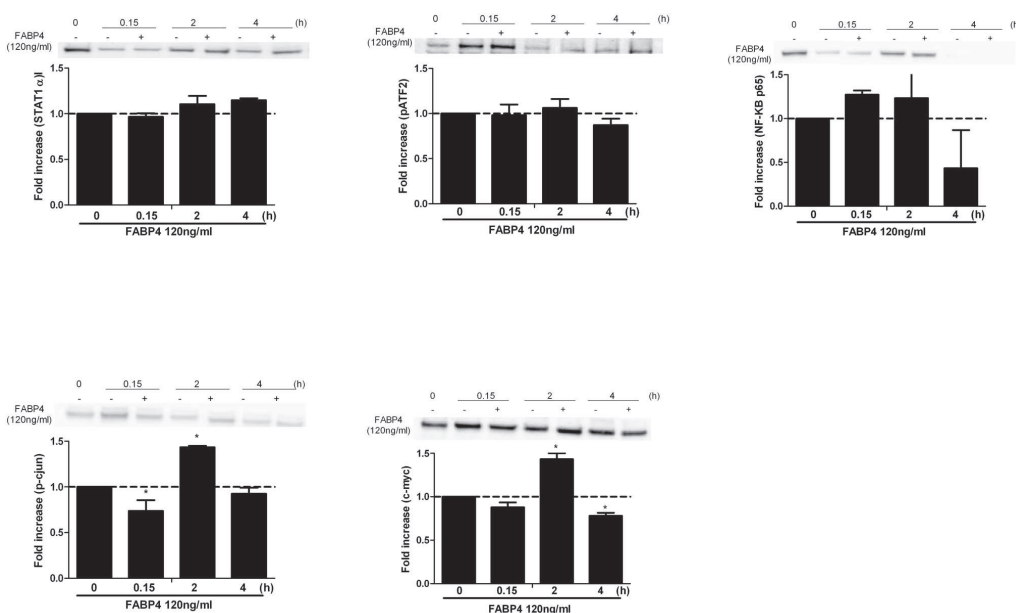 0 0.15 2 4 (h)
FABP4
(120ng/ml)
- - + - + - +
Fold increase (STAT1 α)l
1.5
1.0
0.5
0.0
0 0.15 2 4 (h)
FABP4 120ng/ml
0 0.15 2 4 (h)
FABP4
(120ng/ml)
- - + - + - +
Fold increase (pATF2)
1.5
1.0
0.5
0.0
0 0.15 2 4 (h)
FABP4 120ng/ml
0 0.15 2 4 (h)
FABP4
(120ng/ml)
- - + - + - +
Fold increase (NF-KB p65)
1.5
1.0
0.5
0.0
0 0.15 2 4 (h)
FABP4 120ng/ml
0 0.15 2 4 (h)
FABP4
(120ng/ml)
- - + - + - +
Fold increase (p-cjun)
1.5
1.0
0.5
0.0
* *
0 0.15 2 4 (h)
FABP4 120ng/ml
0 0.15 2 4 (h)
FABP4
(120ng/ml)
- - + - + - +
Fold increase (c-myc)
1.5
1.0
0.5
0.0
* *
0 0.15 2 4 (h)
FABP4 120ng/ml